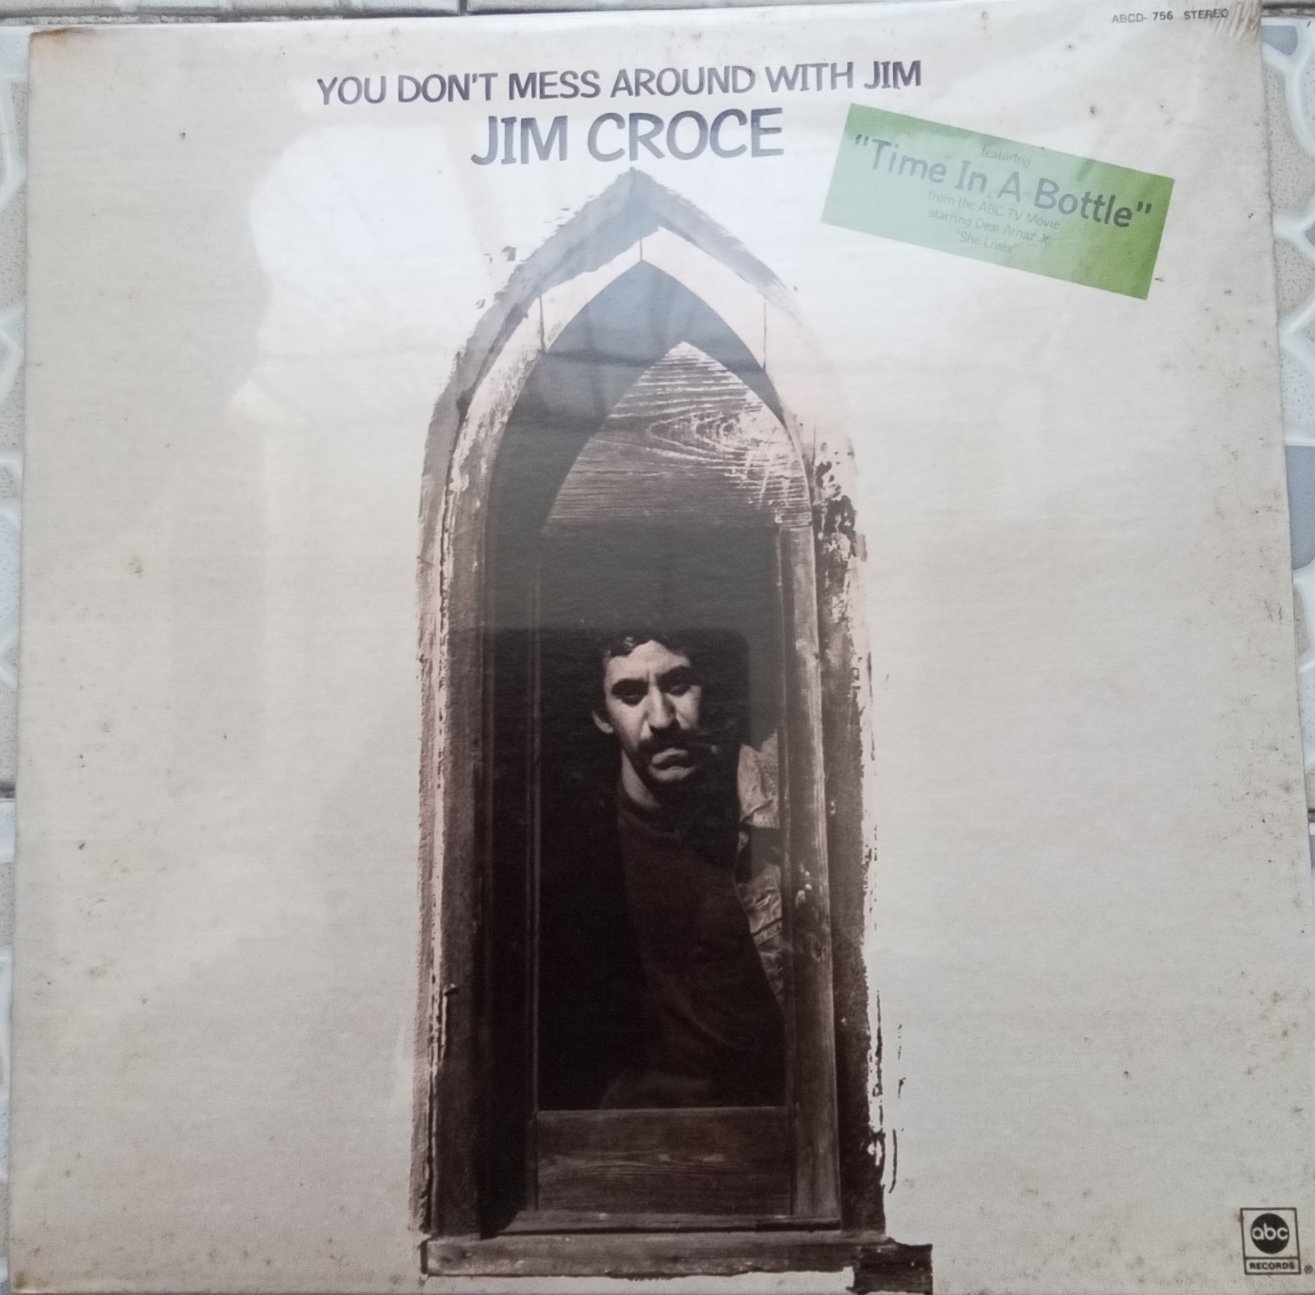 ABCD- 756 STEREO
YOU DON'T MESS AROUND WITH JIM
JIM CROCE
featuring
"Time In A Bottle"
from the ABC TV Movie
starring Desi Arnaz Jr.
"She Lives"
abc
RECORDS ®